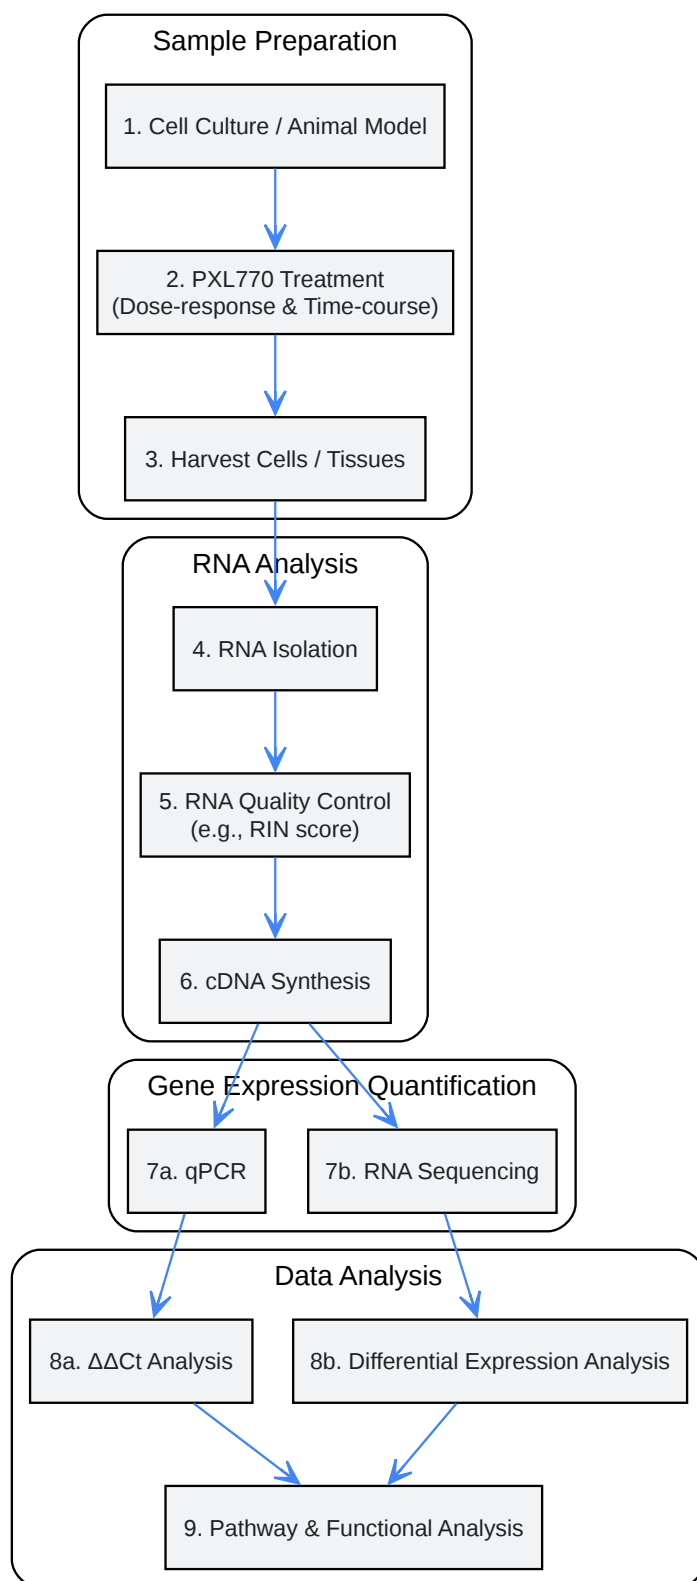 Sample Preparation
1. Cell Culture / Animal Model
2. PXL770 Treatment
(Dose-response & Time-course)
3. Harvest Cells / Tissues
RNA Analysis
4. RNA Isolation
5. RNA Quality Control
(e.g., RIN score)
6. cDNA Synthesis
Gene Expression Quantification
7a. qPCR
7b. RNA Sequencing
Data Analysis
8a. ΔΔCt Analysis
8b. Differential Expression Analysis
9. Pathway & Functional Analysis